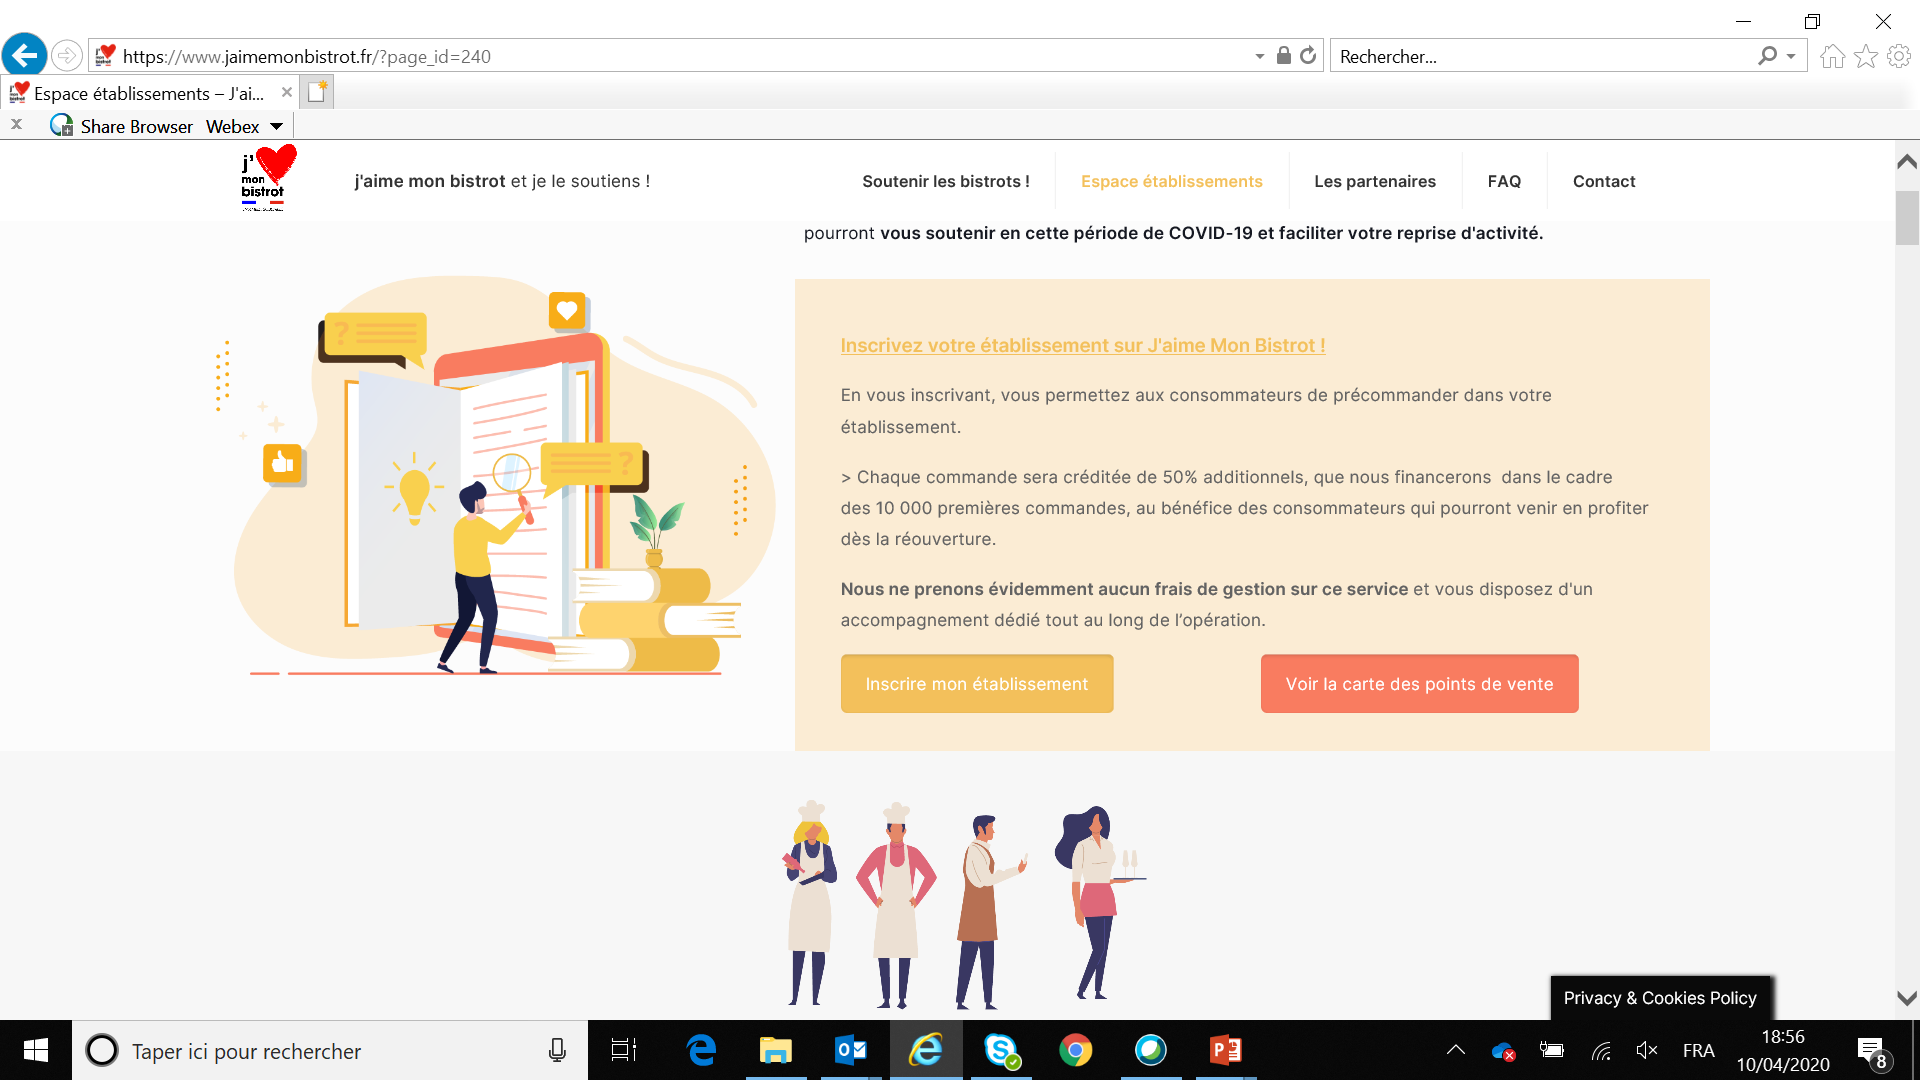 https://www.jaimemonbistrot.fr/?page_id=240
Rechercher...
Espace établissements – J'ai...
Share Browser Webex
j'
mon
bistrot
j'aime mon bistrot et je le soutiens !
Soutenir les bistrots !
Espace établissements
Les partenaires
FAQ
Contact
pourront vous soutenir en cette période de COVID-19 et faciliter votre reprise d'activité.
Inscrivez votre établissement sur J'aime Mon Bistrot !
En vous inscrivant, vous permettez aux consommateurs de précommander dans votre
établissement.
> Chaque commande sera créditée de 50% additionnels, que nous financerons  dans le cadre
des 10 000 premières commandes, au bénéfice des consommateurs qui pourront venir en profiter
dès la réouverture.
Nous ne prenons évidemment aucun frais de gestion sur ce service et vous disposez d'un
accompagnement dédié tout au long de l’opération.
Inscrire mon établissement
Voir la carte des points de vente
Privacy & Cookies Policy
Taper ici pour rechercher
FRA
18:56
10/04/2020
8